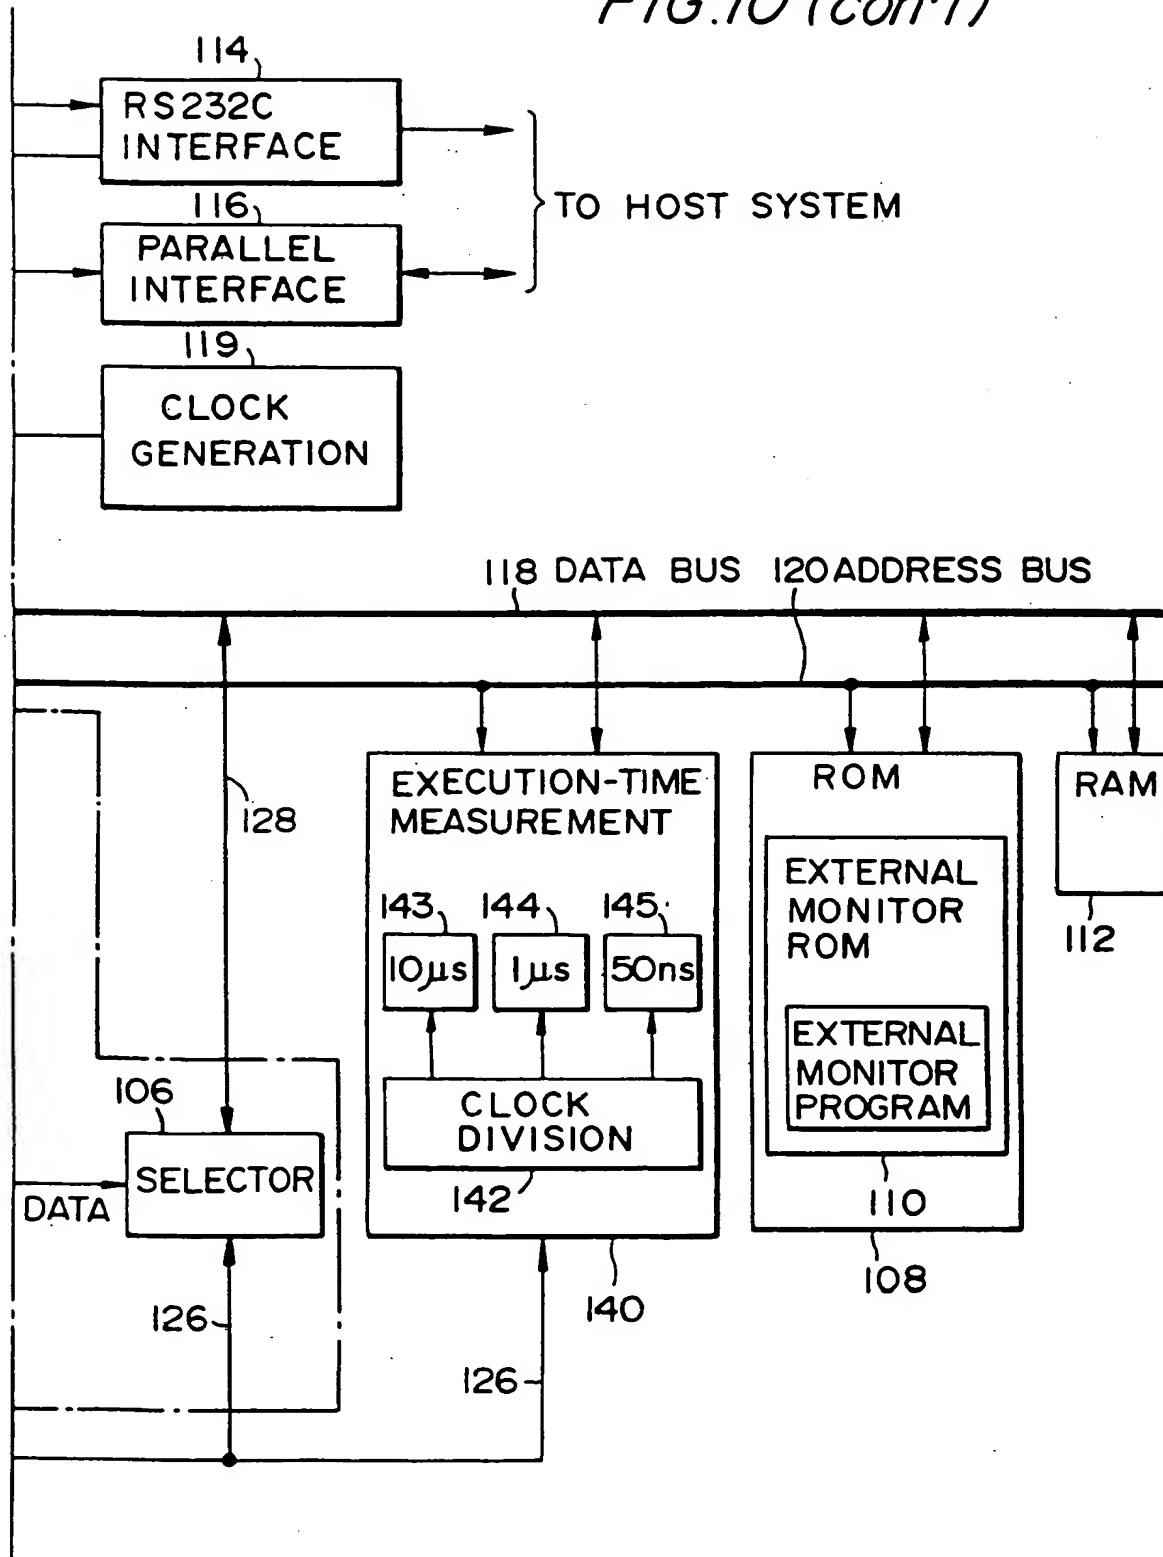 FIG.10 (con't)
114
RS232C
INTERFACE
116
PARALLEL
INTERFACE
TO HOST SYSTEM
119
CLOCK
GENERATION
118 DATA BUS 120 ADDRESS BUS
128
EXECUTION-TIME
MEASUREMENT
143 144 145
10μs 1μs 50ns
CLOCK
DIVISION
142
140
ROM
EXTERNAL
MONITOR
ROM
EXTERNAL
MONITOR
PROGRAM
110
108
RAM
112
106
SELECTOR
DATA
126
126